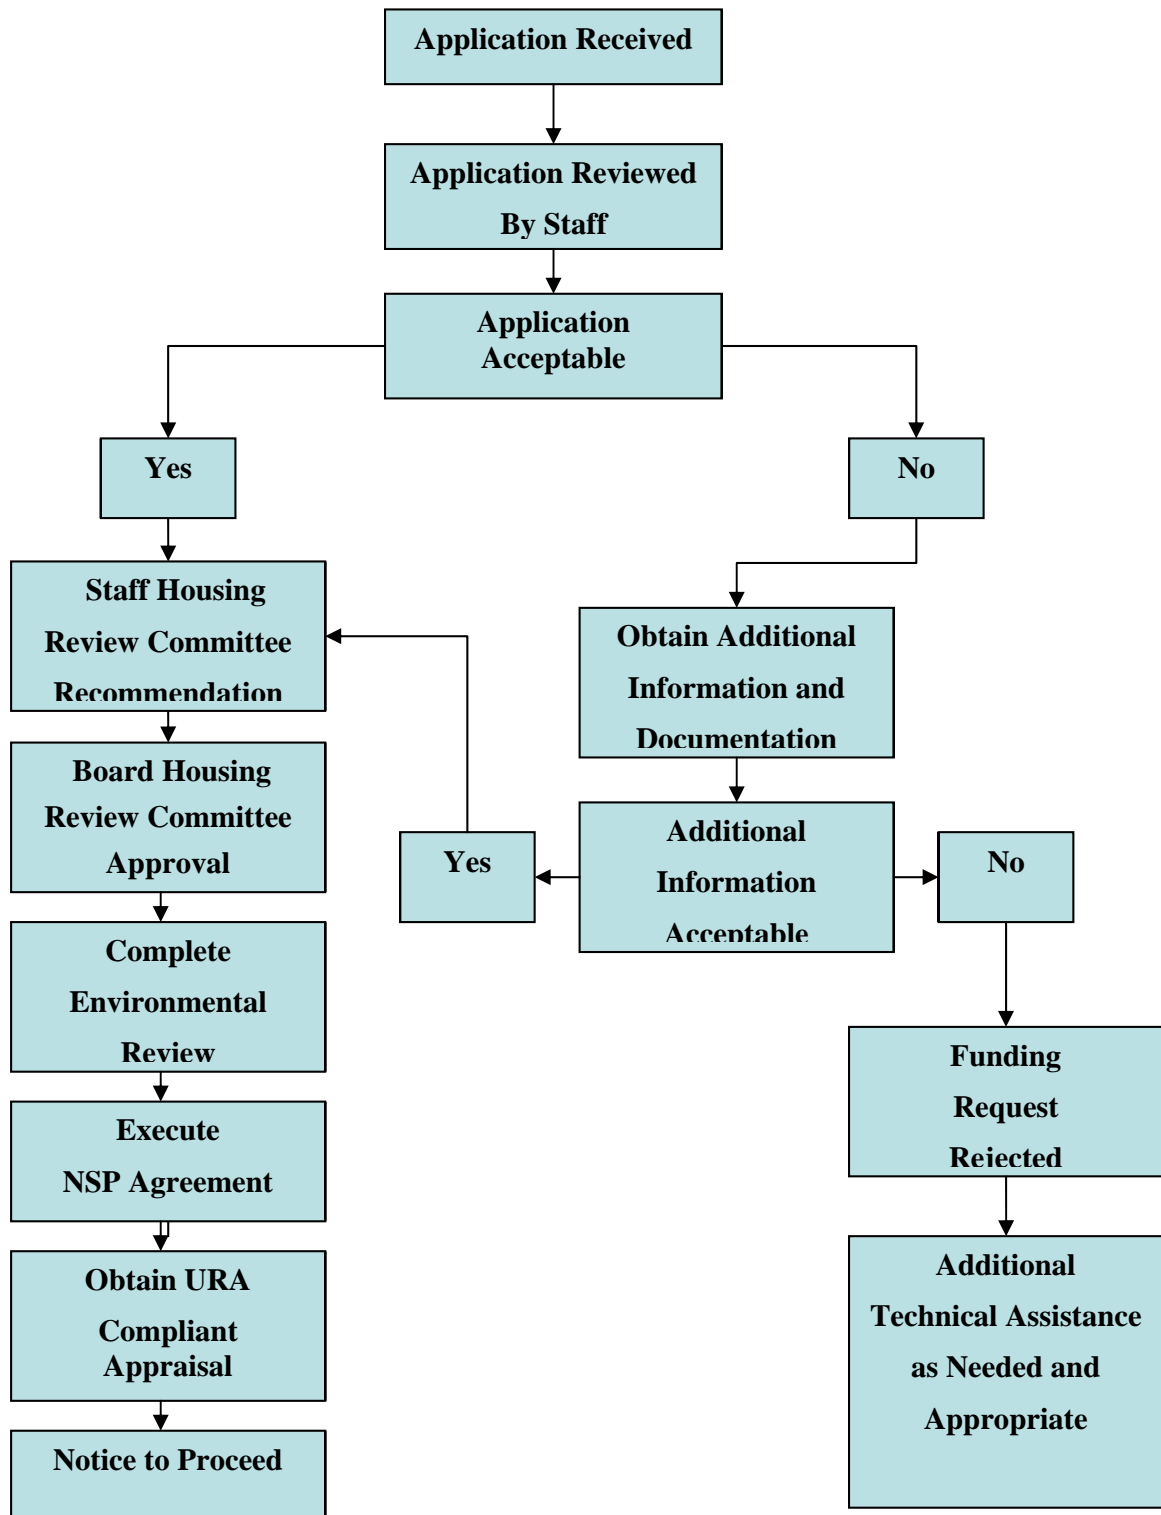 Application Received
Application Reviewed
By Staff
Application
Acceptable
Yes
No
Staff Housing
Review Committee
Recommendation
Obtain Additional
Information and
Documentation
Board Housing
Review Committee
Approval
Yes
Additional
Information
Acceptable
No
Complete
Environmental
Review
Funding
Request
Rejected
Execute
NSP Agreement
Obtain URA
Compliant
Appraisal
Additional
Technical Assistance
as Needed and
Appropriate
Notice to Proceed